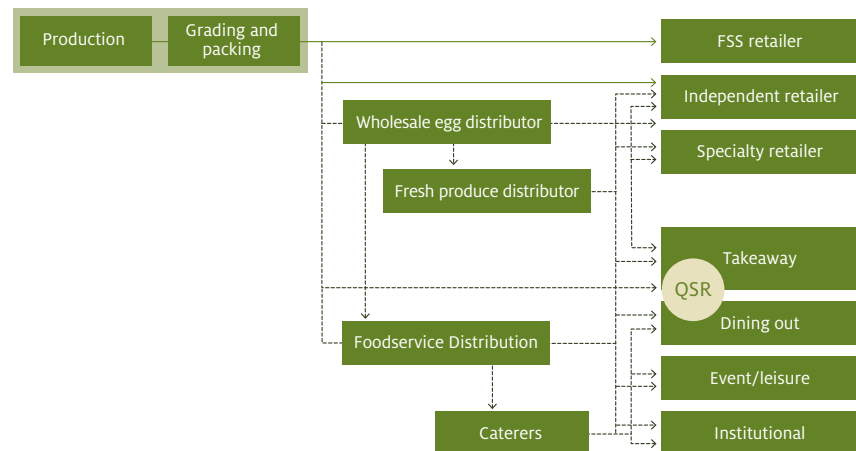 Production
Grading and
packing
FSS retailer
Independent retailer
Wholesale egg distributor
Specialty retailer
Fresh produce distributor
Takeaway
QSR
Dining out
Foodservice Distribution
Event/leisure
Caterers
Institutional